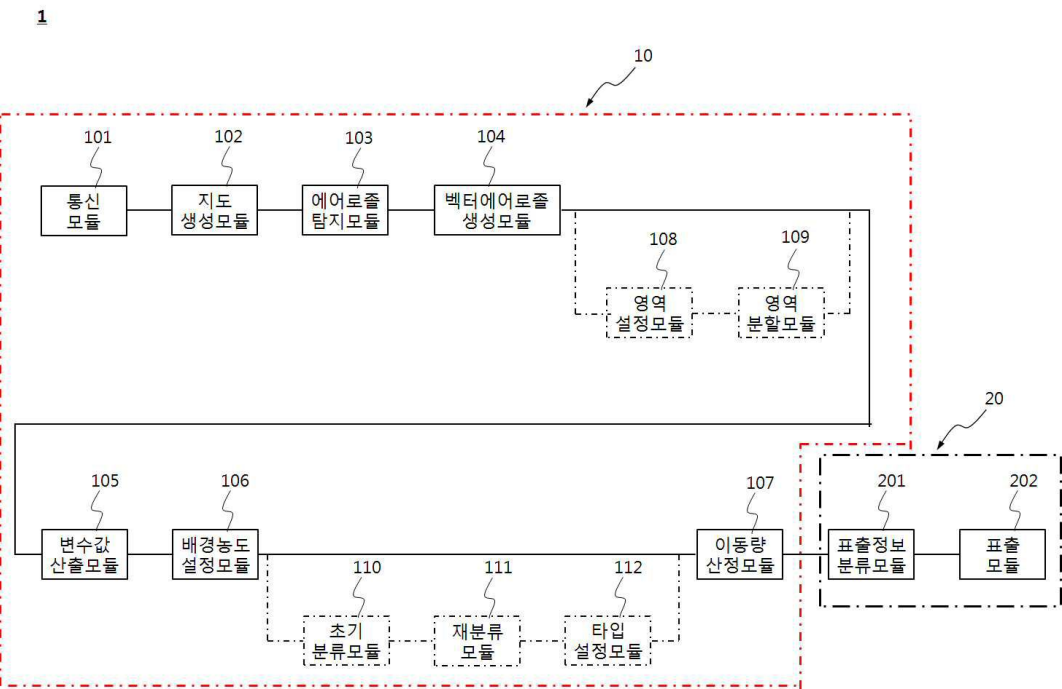 1
10
101
102
103
104
통신
모듈
지도
생성모듈
에어로졸
탐지모듈
벡터에어로졸
생성모듈
108
109
영역
설정모듈
영역
분할모듈
20
105
106
107
201
202
변수값
산출모듈
배경농도
설정모듈
이동량
산정모듈
표출정보
분류모듈
표출
모듈
110
111
112
초기
분류모듈
재분류
모듈
타입
설정모듈